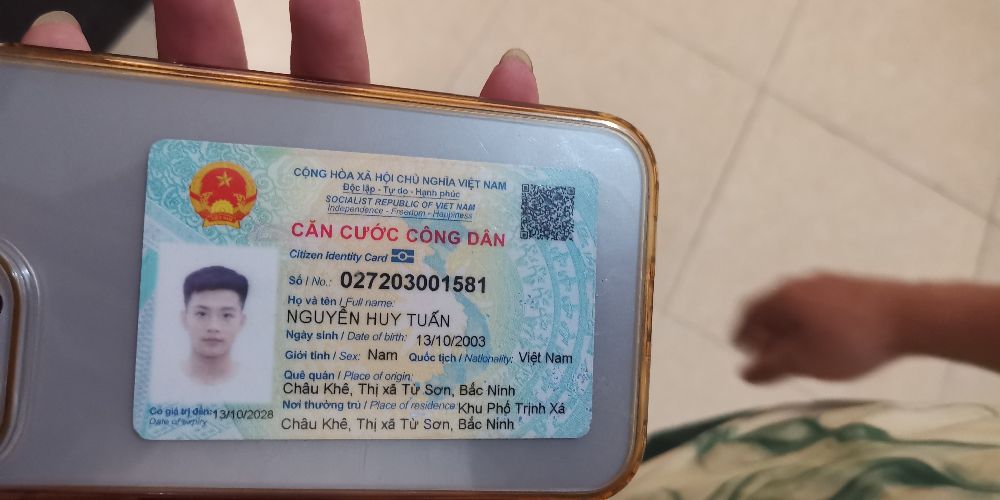 CỘNG HÒA XÃ HỘI CHỦ NGHĨA VIỆT NAM
Độc lập - Tự do - Hạnh phúc
SOCIALIST REPUBLIC OF VIET NAM
Independence - Freedom - Happiness
CĂN CƯỚC CÔNG DÂN
Citizen Identity Card
Số / No.: 027203001581
Họ và tên / Full name:
NGUYỄN HUY TUẤN
Ngày sinh / Date of birth: 13/10/2003
Giới tính / Sex: Nam Quốc tịch / Nationality: Việt Nam
Quê quán / Place of origin:
Châu Khê, Thị xã Từ Sơn, Bắc Ninh
Nơi thường trú / Place of residence: Khu Phố Trịnh Xá
Châu Khê, Thị xã Từ Sơn, Bắc Ninh
Có giá trị đến: 13/10/2028
Date of expiry